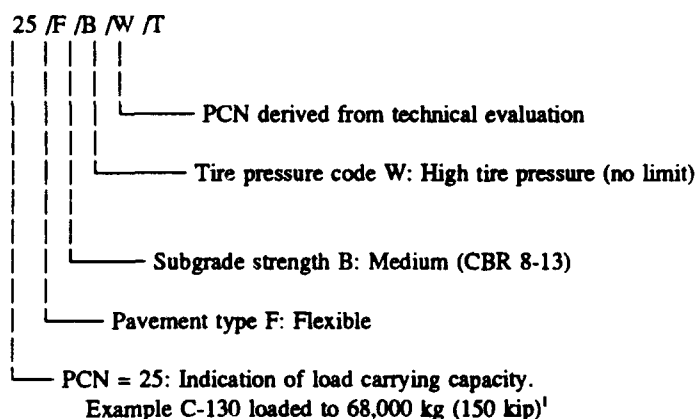 25 /F /B /W /T
PCN derived from technical evaluation
Tire pressure code W: High tire pressure (no limit)
Subgrade strength B: Medium (CBR 8-13)
Pavement type F: Flexible
PCN = 25: Indication of load carrying capacity.
Example C-130 loaded to 68,000 kg (150 kip)¹